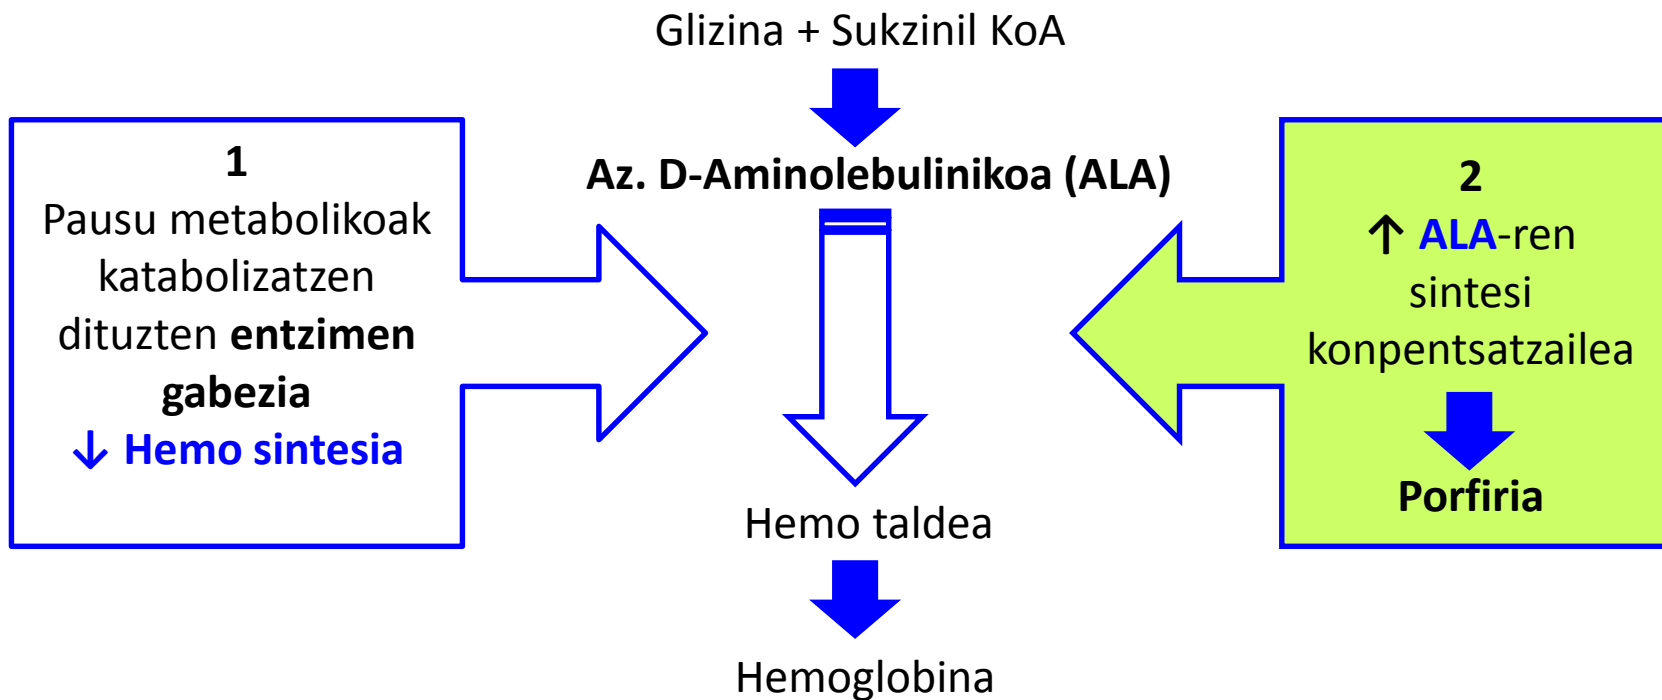 Glizina + Sukzinil KoA
Az. D-Aminolebulinikoa (ALA)
1
Pausu metabolikoak
katabolizatzen
dituzten entzimen
gabezia
↓ Hemo sintesia
2
↑ ALA-ren
sintesi
konpentsatzailea
Porfiria
Hemo taldea
Hemoglobina